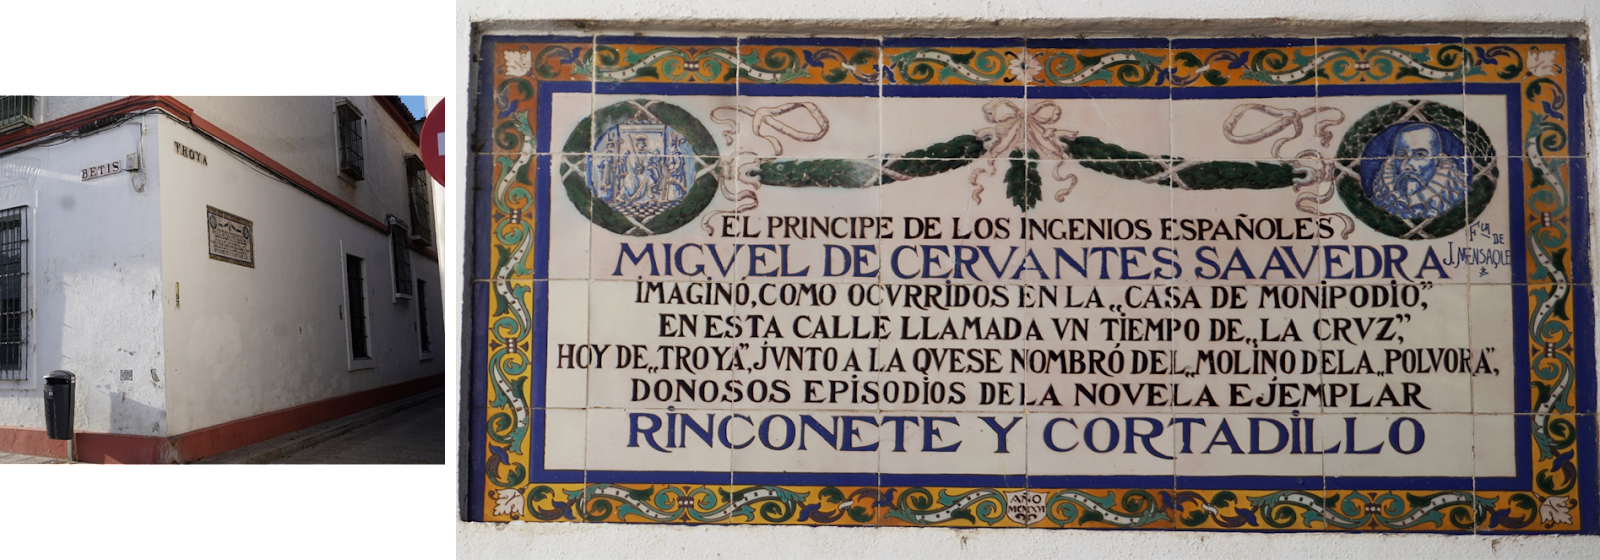 BETIS
TROYA
EL PRINCIPE DE LOS INGENIOS ESPAÑOLES
MIGVEL DE CERVANTES SAAVEDRA
Fca DE
J. MENSAQUE
IMAGINÓ, COMO OCVRRIDOS EN LA „CASA DE MONIPODIO,”
EN ESTA CALLE LLAMADA VN TIEMPO DE „LA CRVZ”,
HOY DE „TROYA”, JVNTO A LA QVE SE NOMBRÓ DEL „MOLINO DE LA „POLVORA”,
DONOSOS EPISODIOS DE LA NOVELA EJEMPLAR
RINCONETE Y CORTADILLO
AÑO
MCMXVI